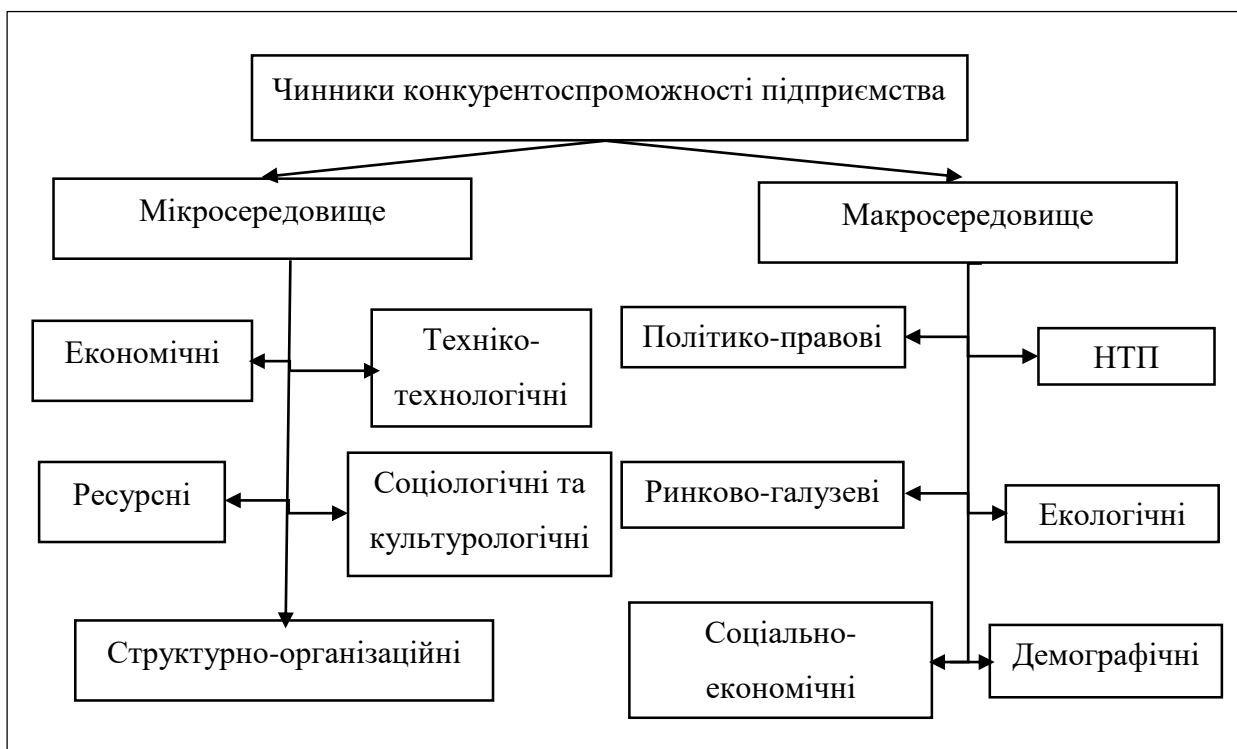 Чинники конкурентоспроможності підприємства
Мікросередовище
Макросередовище
Економічні
Техніко-
технологічні
Політико-правові
НТП
Ресурсні
Соціологічні та
культурологічні
Ринково-галузеві
Екологічні
Структурно-організаційні
Соціально-
економічні
Демографічні